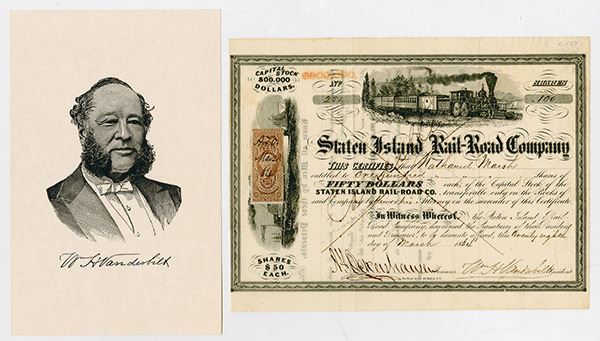 W H Vanderbilt
CAPITAL STOCK
800.000
DOLLARS.
No
251
SHARES
100
Staten Island Rail-Road Company
This Certifies that Nathaniel Marsh
entitled to One Hundred Shares of
FIFTY DOLLARS each, of the Capital Stock of the
STATEN ISLAND RAIL-ROAD CO. transferable only on the Books of
said Company by him or his Attorney on the surrender of this Certificate.
In Witness Whereof, the Staten Island Rail
Road Company, have caused the Signatures of their President
and Treasurer, to be hereunto affixed, this twenty eighth
day of March
Treasurer
W H Vanderbilt President
SHARES
$50
EACH.